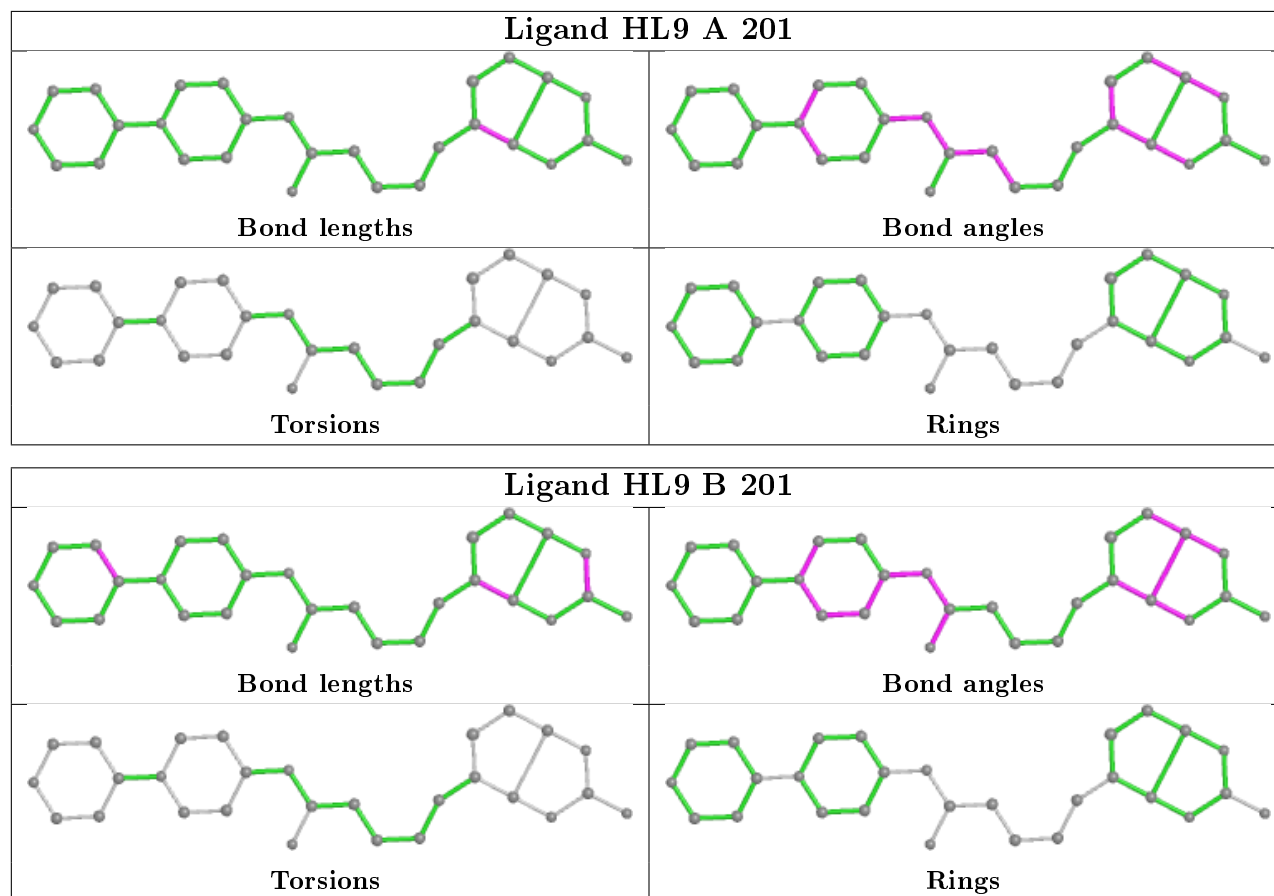 Ligand HL9 A 201
Bond lengths
Bond angles
Torsions
Rings
Ligand HL9 B 201
Bond lengths
Bond angles
Torsions
Rings